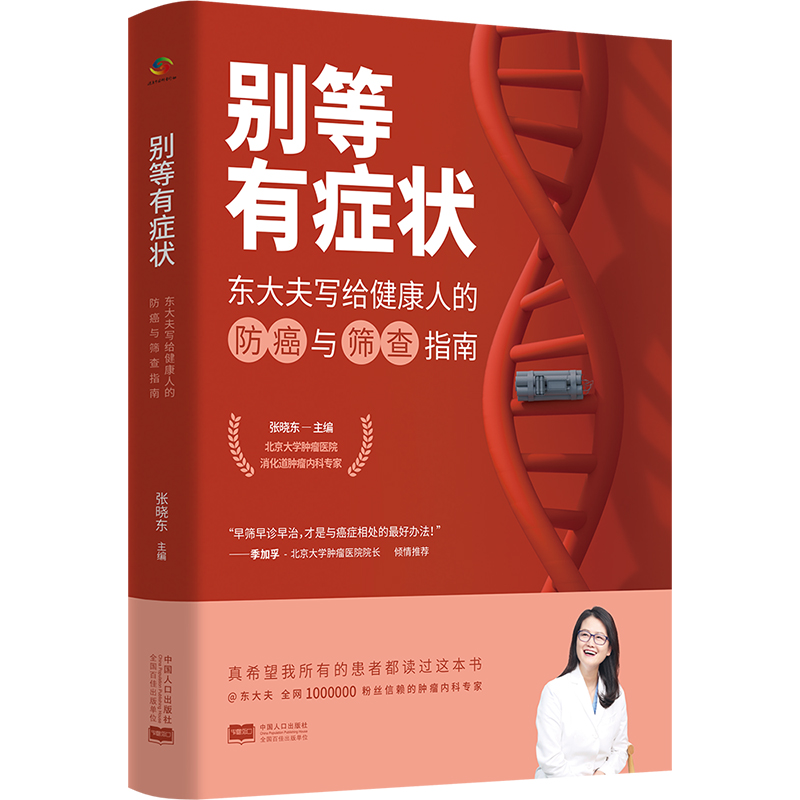 别等有症状
东大夫写给健康人的
防癌与筛查指南
张晓东
主编
中国人口出版社
China Population Publishing House
全国百佳出版单位
别等
有症状
东大夫写给健康人的
防癌与筛查指南
张晓东—主编
北京大学肿瘤医院
消化道肿瘤内科专家
“早筛早诊早治，才是与癌症相处的最好办法！”
——季加孚 - 北京大学肿瘤医院院长 倾情推荐
真希望我所有的患者都读过这本书
@东大夫 全网1000000粉丝信赖的肿瘤内科专家
中国人口出版社
China Population Publishing House
全国百佳出版单位